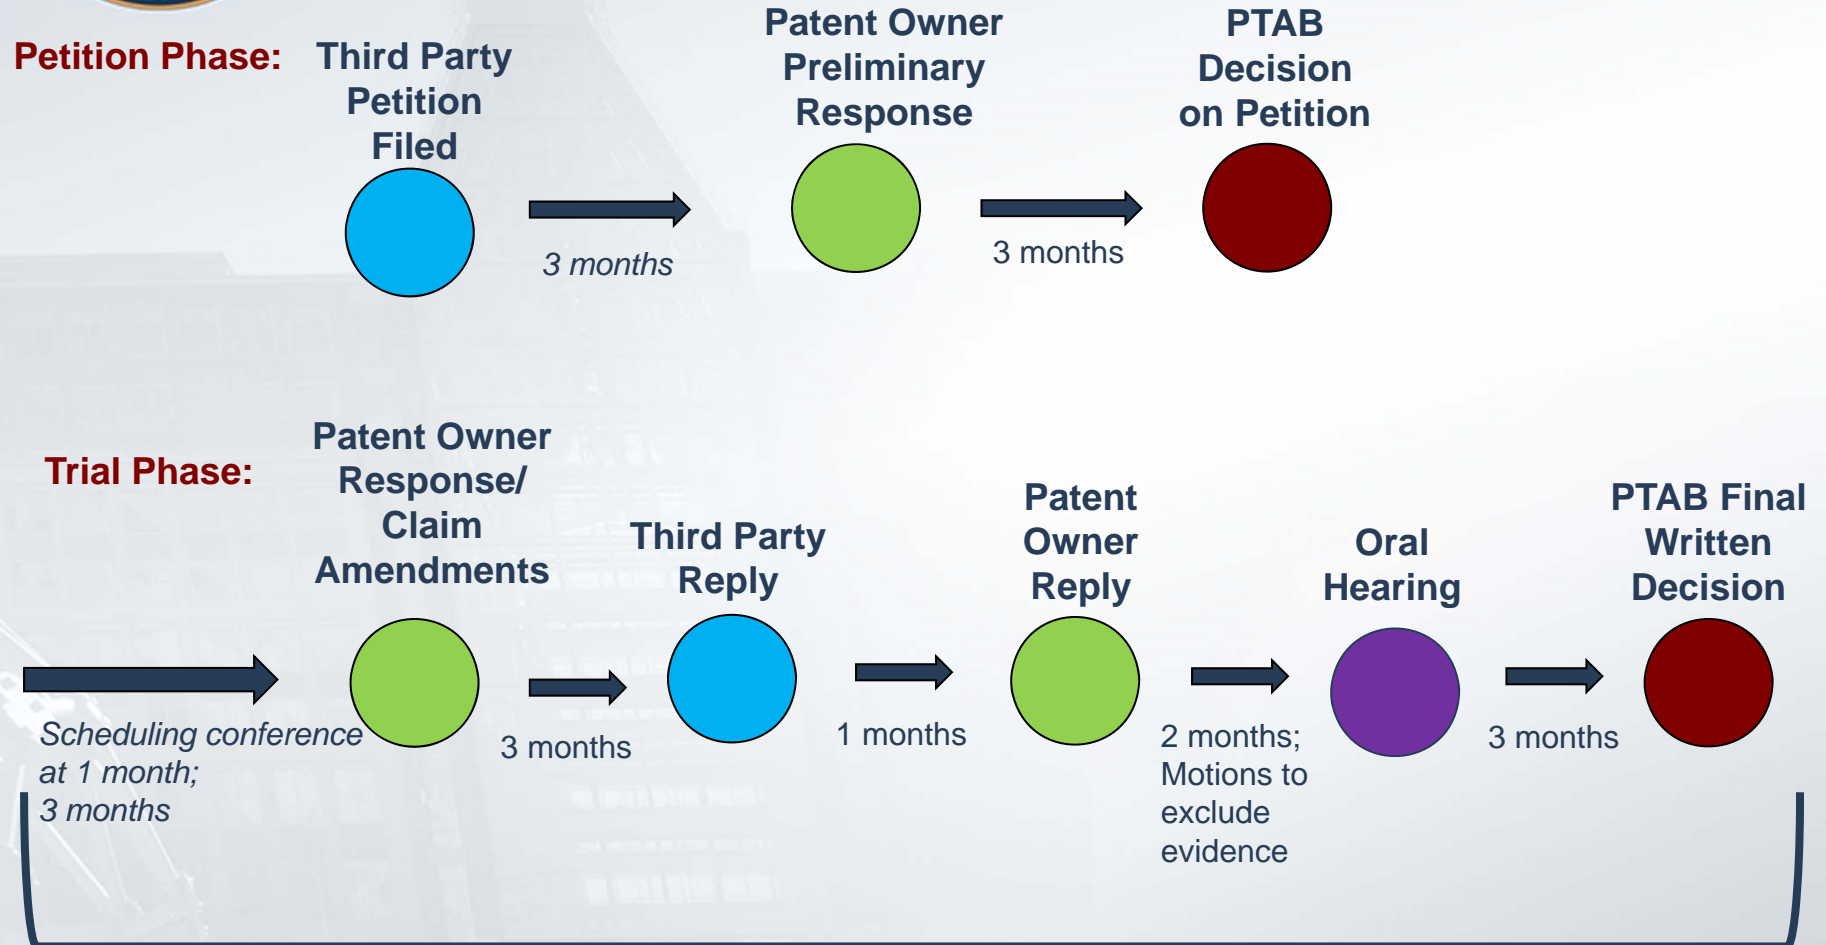 Petition Phase:
Third Party
Petition
Filed
3 months
Patent Owner
Preliminary
Response
3 months
PTAB
Decision
on Petition
Trial Phase:
Scheduling conference
at 1 month;
3 months
Patent Owner
Response/
Claim
Amendments
3 months
Third Party
Reply
1 months
Patent
Owner
Reply
2 months;
Motions to
exclude
evidence
Oral
Hearing
3 months
PTAB Final
Written
Decision